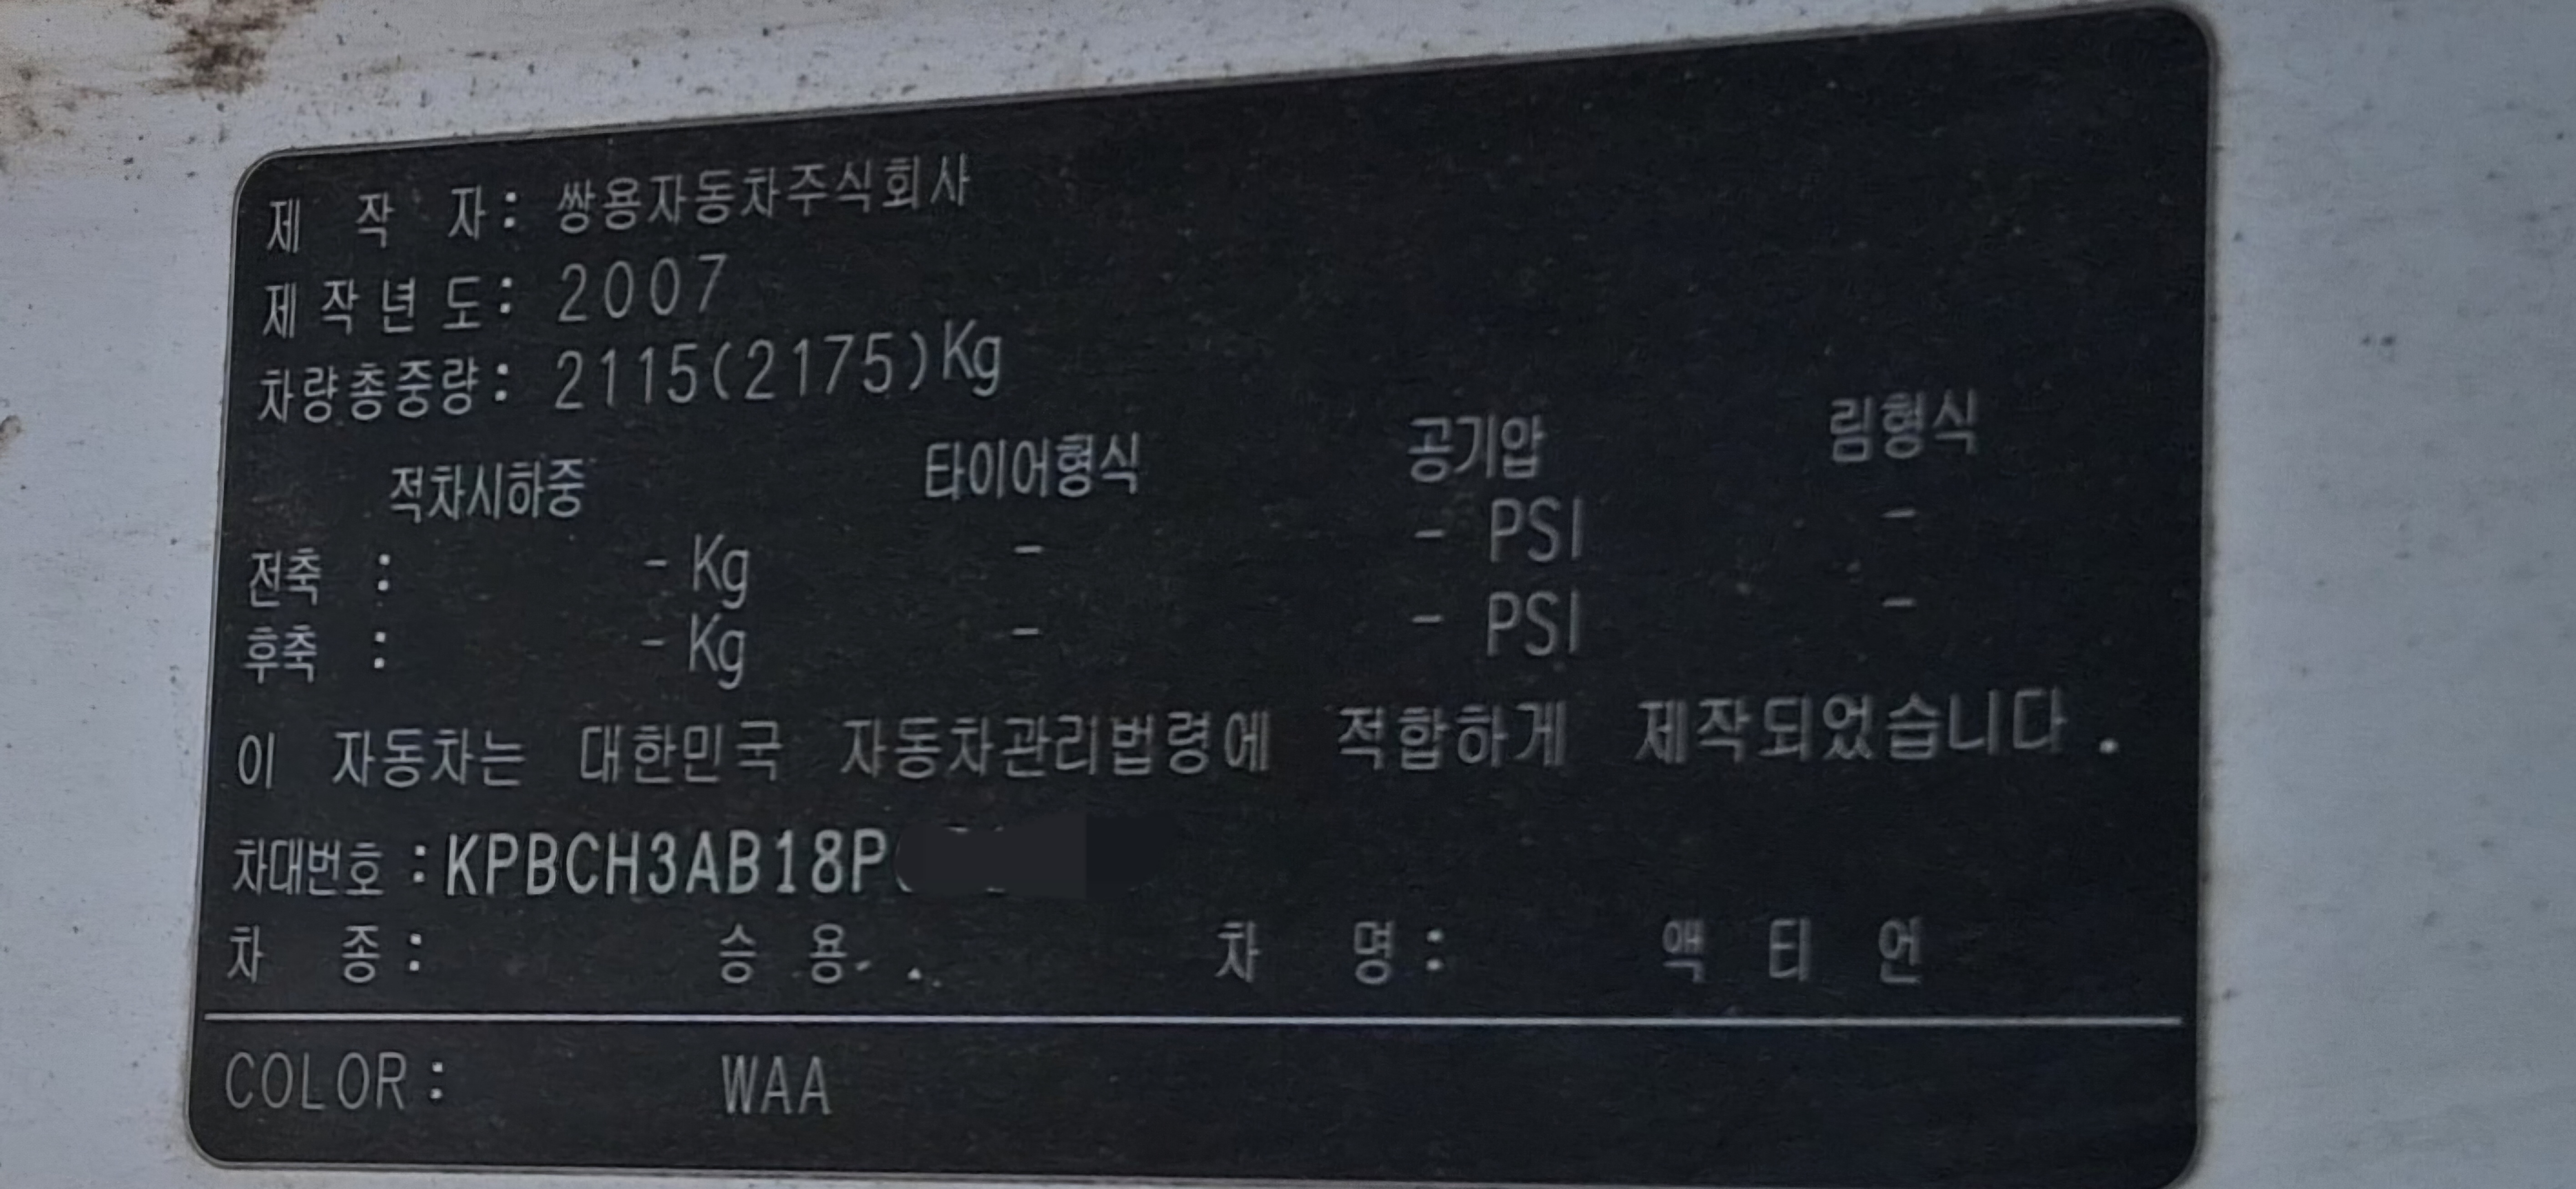 제 작 자: 쌍용자동차주식회사
제작년도: 2007
차량총중량: 2115(2175)Kg
적차시하중 타이어형식 공기압 림형식
전축 : - Kg - - PSI -
후축 : - Kg - - PSI -
이 자동차는 대한민국 자동차관리법령에 적합하게 제작되었습니다.
차대번호 :KPBCH3AB18P
차 종: 승 용 차 명: 액 티 언
COLOR: WAA